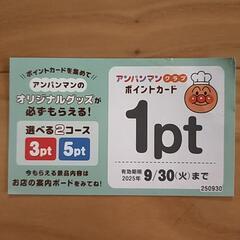 ポイントカードを集めて
アンパンマンの
オリジナルグッズが
必ずもらえる!
選べる2コース
3pt 5pt
今もらえる景品内容は
お店の案内ボードをみてね!
アンパンマンクラブ
ポイントカード
1pt
有効期限
2025年 9/30(火)まで
250930